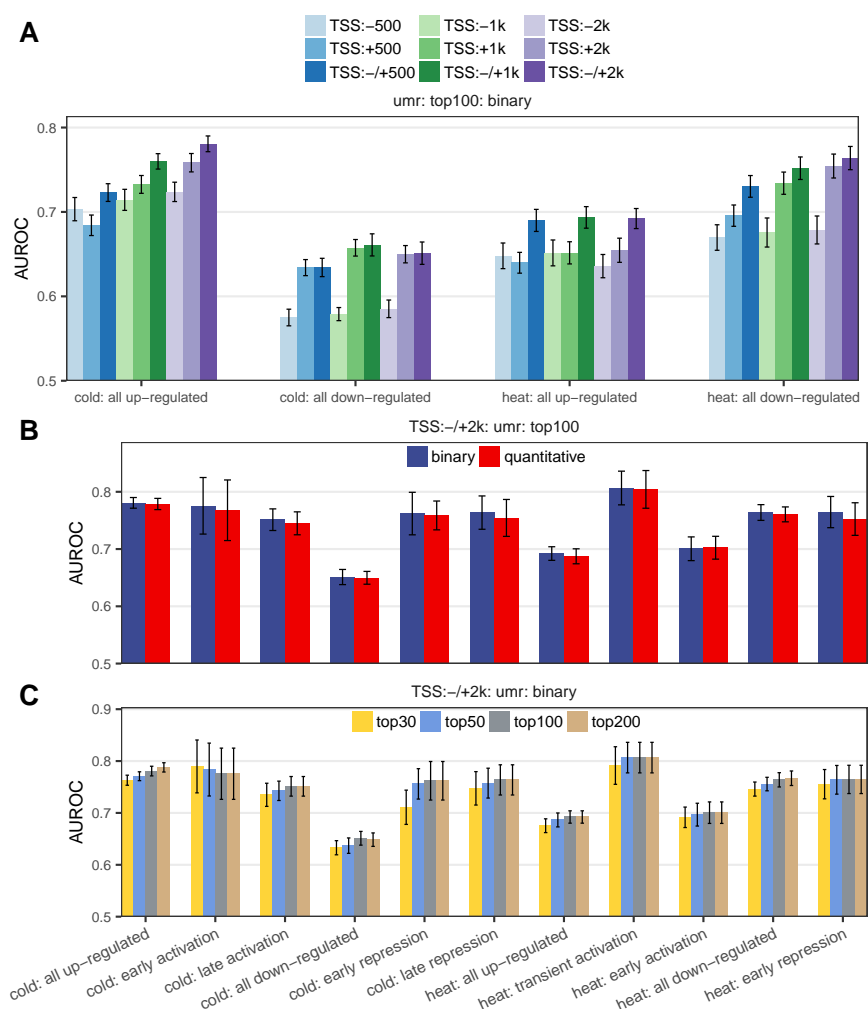 A
TSS:−500 TSS:−1k TSS:−2k
TSS:+500 TSS:+1k TSS:+2k
TSS:−/+500 TSS:−/+1k TSS:−/+2k
umr: top100: binary
AUROC
0.8
0.7
0.6
0.5
cold: all up−regulated cold: all down−regulated heat: all up−regulated heat: all down−regulated
B
TSS:−/+2k: umr: top100
binary quantitative
AUROC
0.8
0.7
0.6
0.5
C
TSS:−/+2k: umr: binary
top30 top50 top100 top200
AUROC
0.9
0.8
0.7
0.6
0.5
cold: all up−regulated
cold: early activation
cold: late activation
cold: all down−regulated
cold: early repression
cold: late repression
heat: all up−regulated
heat: transient activation
heat: early activation
heat: all down−regulated
heat: early repression